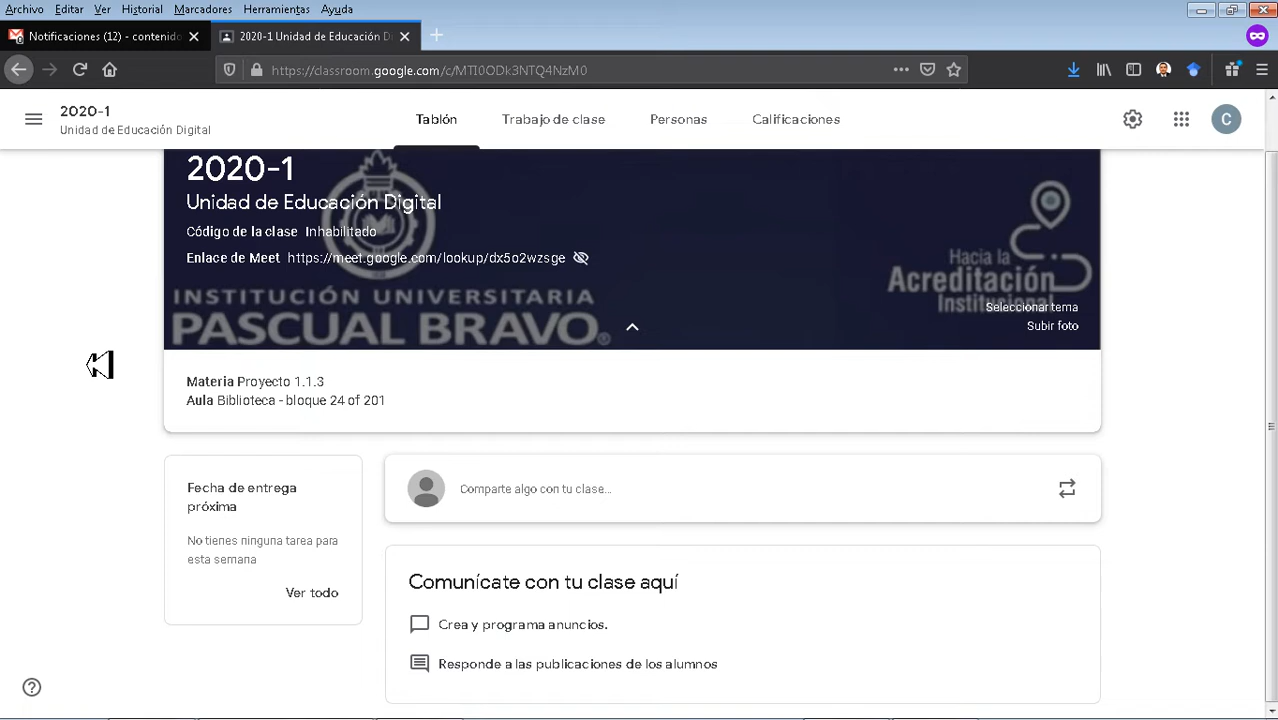 Archivo Editar Ver Historial Marcadores Herramientas Ayuda
Notificaciones (12) - contenido
2020-1 Unidad de Educación D
https://classroom.google.com/c/MTI0ODk3NTQ4NzM0
2020-1
Unidad de Educación Digital
Tablón Trabajo de clase Personas Calificaciones
C
2020-1
Unidad de Educación Digital
Código de la clase Inhabilitado
Enlace de Meet https://meet.google.com/lookup/dx5o2wzsge
Hacia la
Acreditación
Institucional
INSTITUCIÓN UNIVERSITARIA
PASCUAL BRAVO®
Seleccionar tema
Subir foto
Materia Proyecto 1.1.3
Aula Biblioteca - bloque 24 of 201
Fecha de entrega
próxima
No tienes ninguna tarea para
esta semana
Ver todo
Comparte algo con tu clase...
Comunícate con tu clase aquí
Crea y programa anuncios.
Responde a las publicaciones de los alumnos